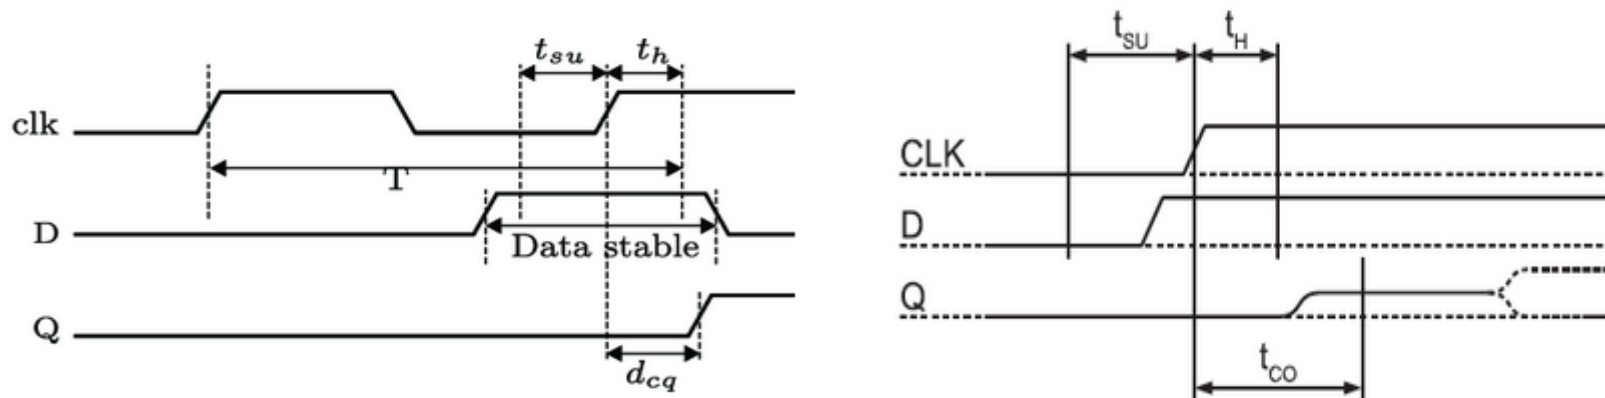 t_su t_h
clk
T
D
Data stable
Q
d_cq
t_SU t_H
CLK
D
Q
t_CO